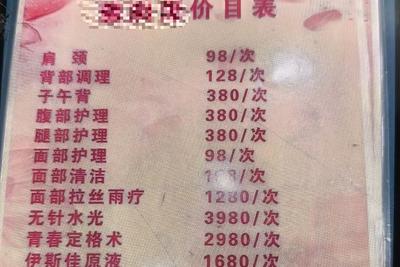 价目表
肩 颈 98/次
背部调理 128/次
子午背 380/次
腹部护理 380/次
腿部护理 380/次
面部护理 98/次
面部清洁 /次
面部拉丝雨疗 1280/次
无针水光 3980/次
青春定格术 2980/次
伊斯佳原液 1680/次